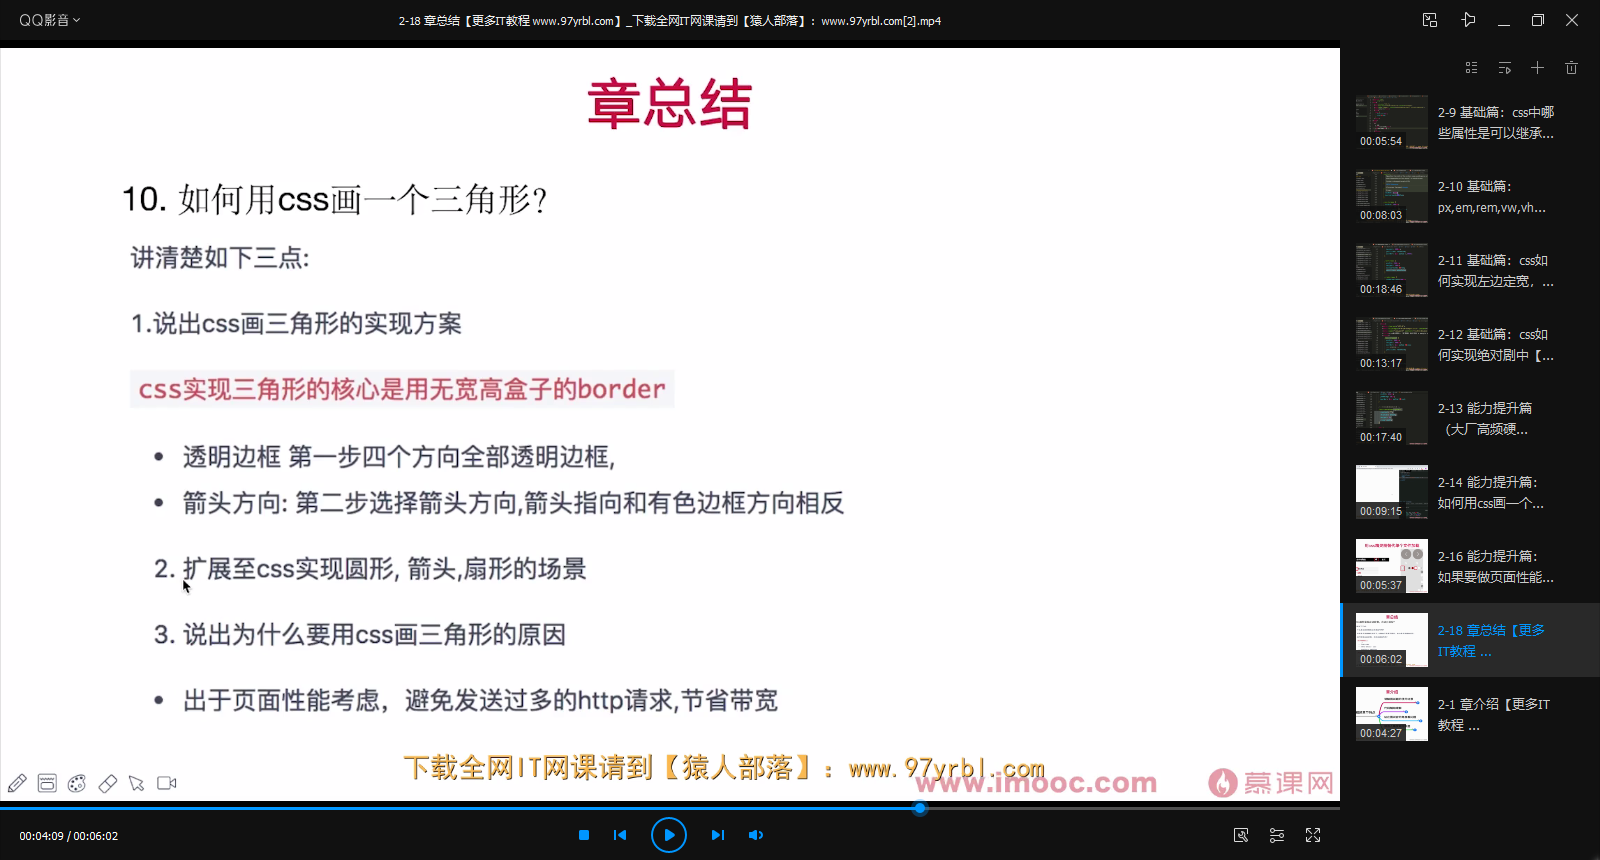 QQ影音
2-18 章总结【更多IT教程 www.97yrbl.com】_下载全网IT网课请到【猿人部落】：www.97yrbl.com[2].mp4
章总结
10. 如何用css画一个三角形?
讲清楚如下三点:
1.说出css画三角形的实现方案
css实现三角形的核心是用无宽高盒子的border
• 透明边框 第一步四个方向全部透明边框,
• 箭头方向: 第二步选择箭头方向,箭头指向和有色边框方向相反
2. 扩展至css实现圆形, 箭头,扇形的场景
3. 说出为什么要用css画三角形的原因
• 出于页面性能考虑，避免发送过多的http请求,节省带宽
下载全网IT网课请到【猿人部落】：www.97yrbl.com
www.imooc.com
慕课网
00:04:09 / 00:06:02
00:05:54
2-9 基础篇：css中哪
些属性是可以继承...
00:08:03
2-10 基础篇：
px,em,rem,vw,vh...
00:18:46
2-11 基础篇：css如
何实现左边定宽，...
00:13:17
2-12 基础篇：css如
何实现绝对剧中【...
00:17:40
2-13 能力提升篇
（大厂高频硬...
00:09:15
2-14 能力提升篇：
如何用css画一个...
00:05:37
2-16 能力提升篇：
如果要做页面性能...
00:06:02
2-18 章总结【更多
IT教程 ...
00:04:27
2-1 章介绍【更多IT
教程 ...